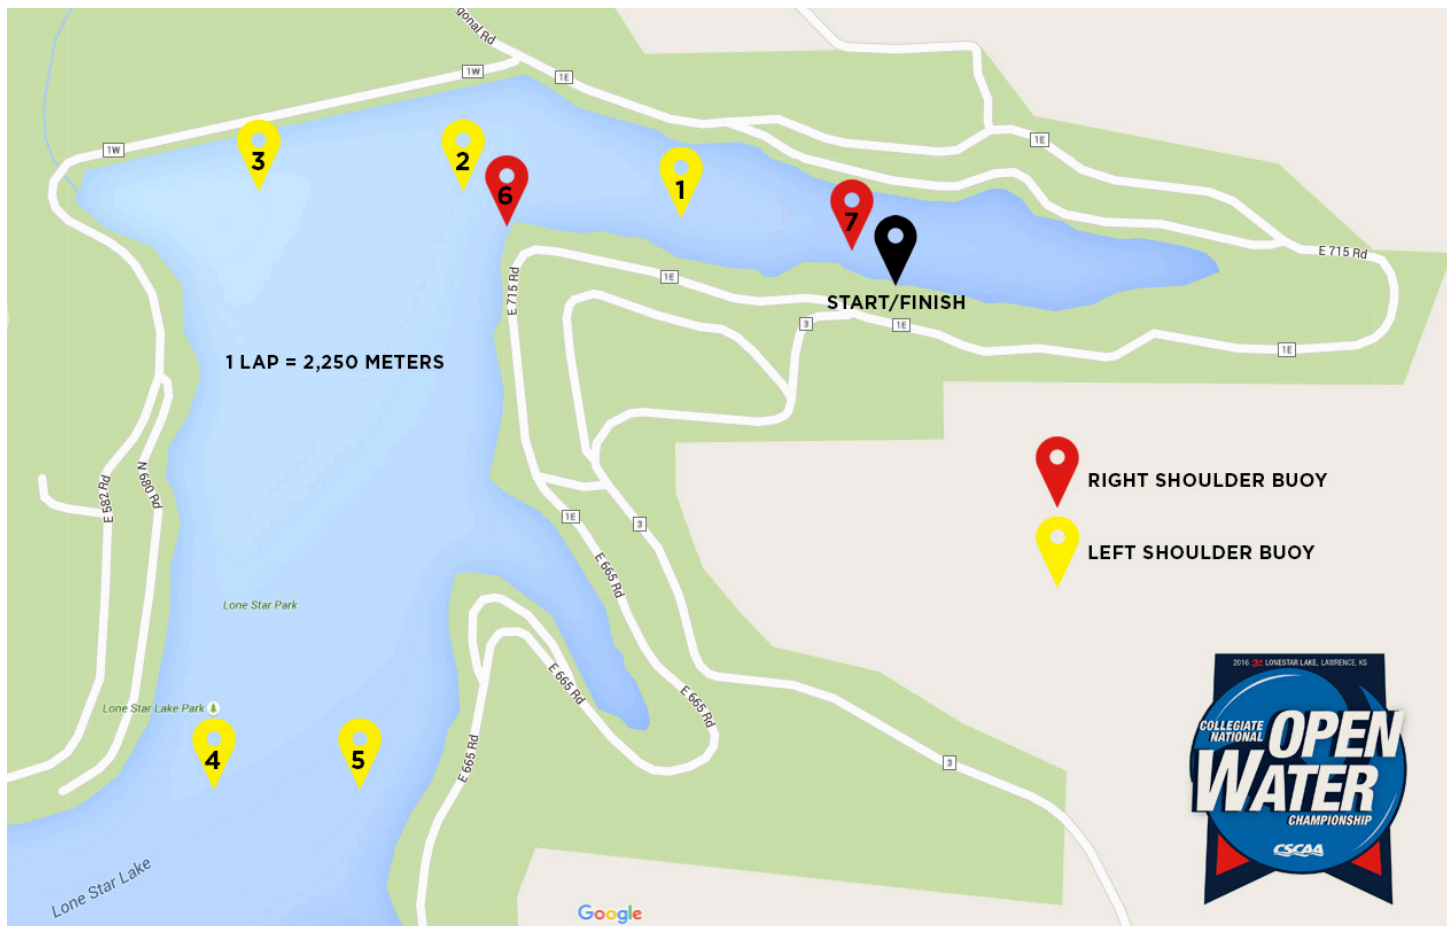 gonal Rd
1W
1E
1W
1E
3
2
6
1
7
E 715 Rd
START/FINISH
1E
E 715 Rd
3
1E
1E
1 LAP = 2,250 METERS
RIGHT SHOULDER BUOY
LEFT SHOULDER BUOY
E 582 Rd
N 680 Rd
1E
3
E 665 Rd
Lone Star Park
E 665 Rd
E 665 Rd
Lone Star Lake Park
4
5
E 665 Rd
3
Lone Star Lake
Google
2016 LONESTAR LAKE, LAWRENCE, KS
COLLEGIATE
NATIONAL
OPEN
WATER
CHAMPIONSHIP
CSCAA